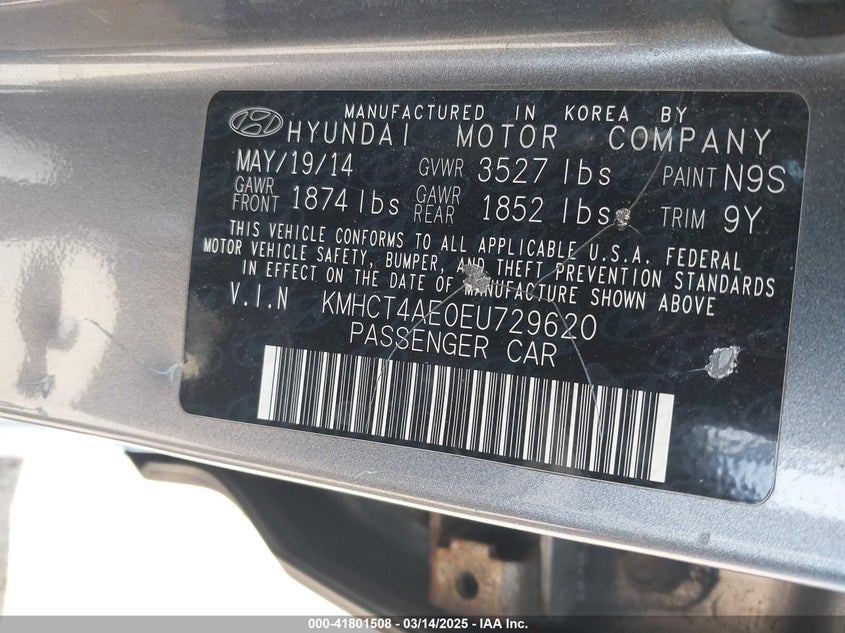 MANUFACTURED IN KOREA BY
HYUNDAI MOTOR COMPANY
MAY/19/14 GVWR 3527 lbs PAINT N9S
GAWR FRONT 1874 lbs GAWR REAR 1852 lbs TRIM 9Y
THIS VEHICLE CONFORMS TO ALL APPLICABLE U.S.A. FEDERAL
MOTOR VEHICLE SAFETY, BUMPER, AND THEFT PREVENTION STANDARDS
IN EFFECT ON THE DATE OF MANUFACTURE SHOWN ABOVE
V.I.N KMHCT4AE0EU729620
PASSENGER CAR
000-41801508 - 03/14/2025 - IAA Inc.